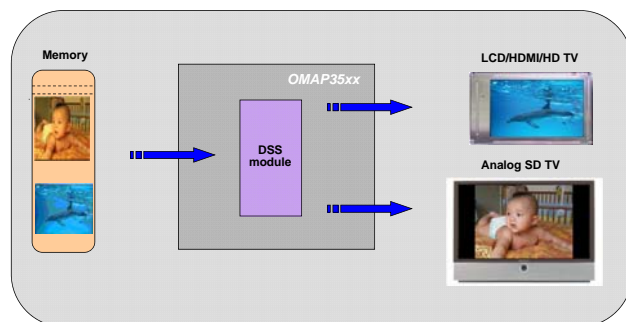 Memory
OMAP35xx
DSS
module
LCD/HDMI/HD TV
Analog SD TV